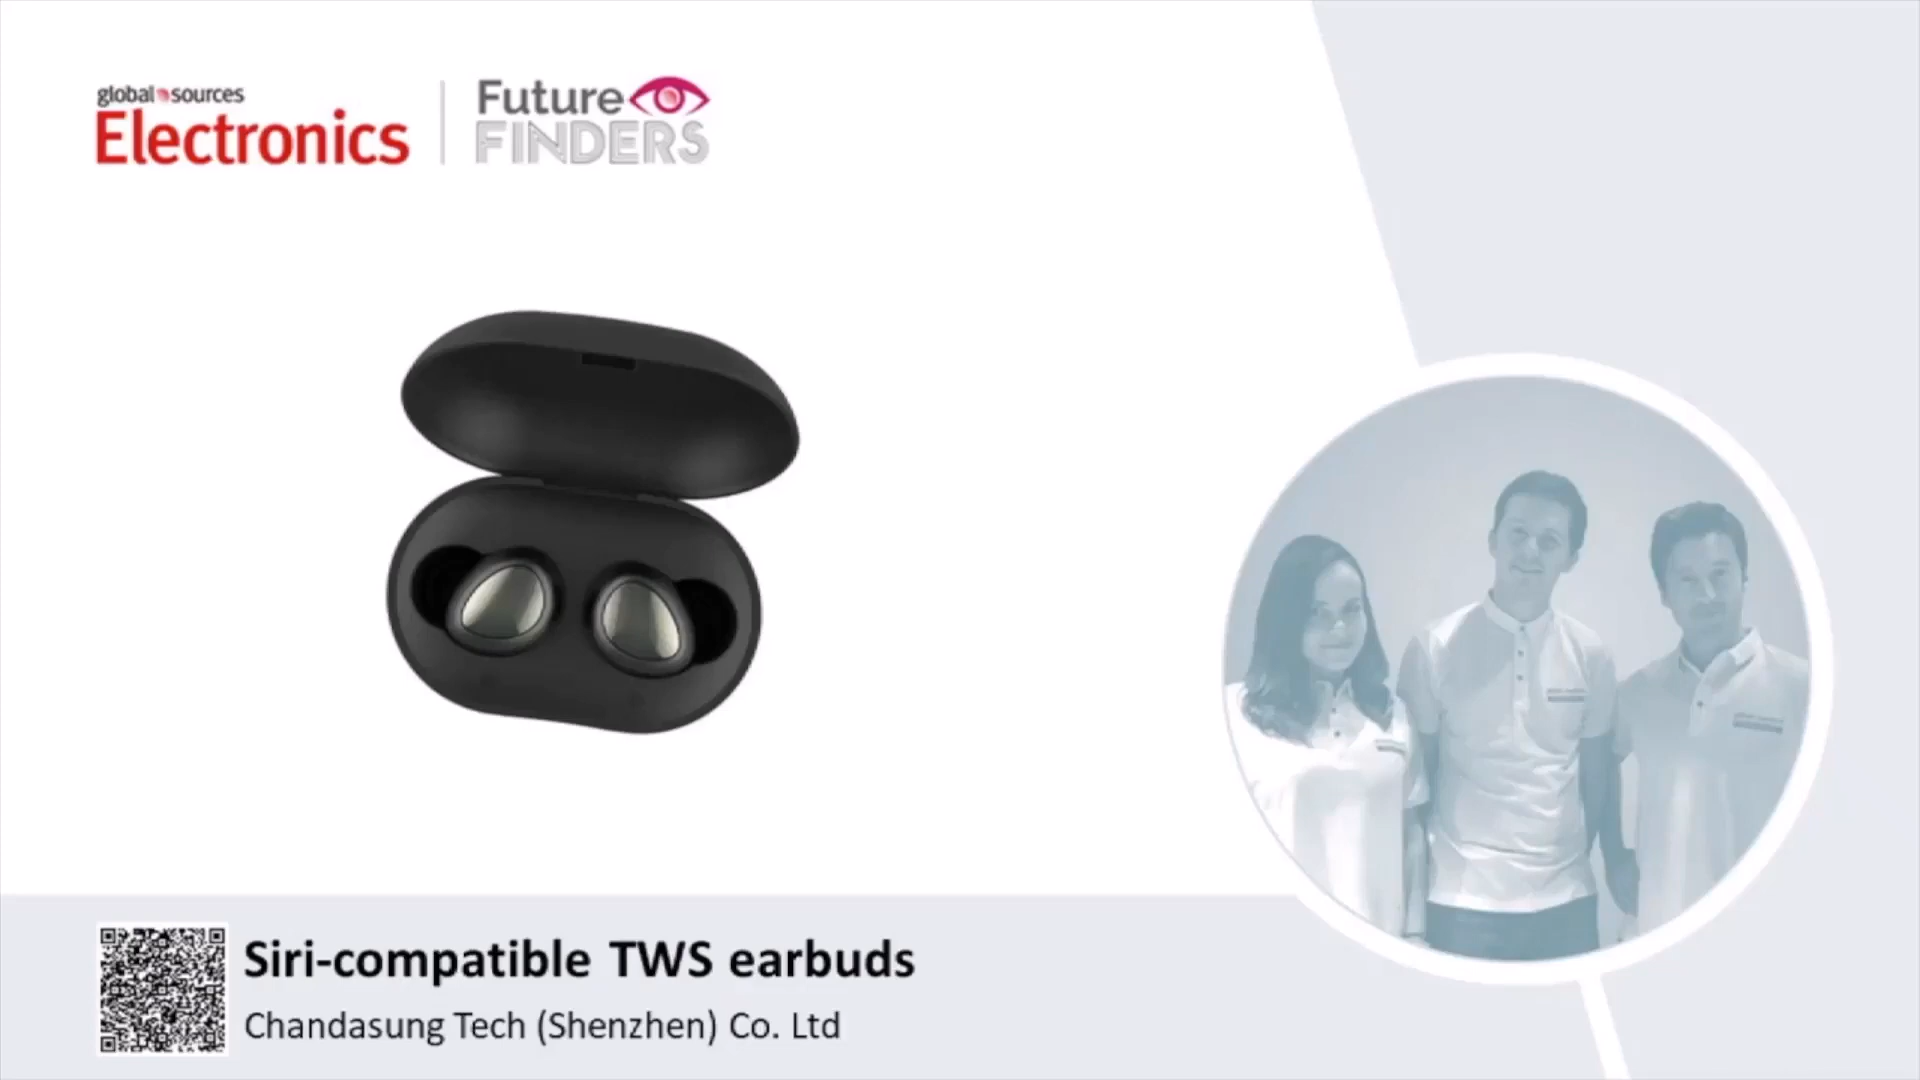 global sources
Electronics
Future
FINDERS
Siri-compatible TWS earbuds
Chandasung Tech (Shenzhen) Co. Ltd